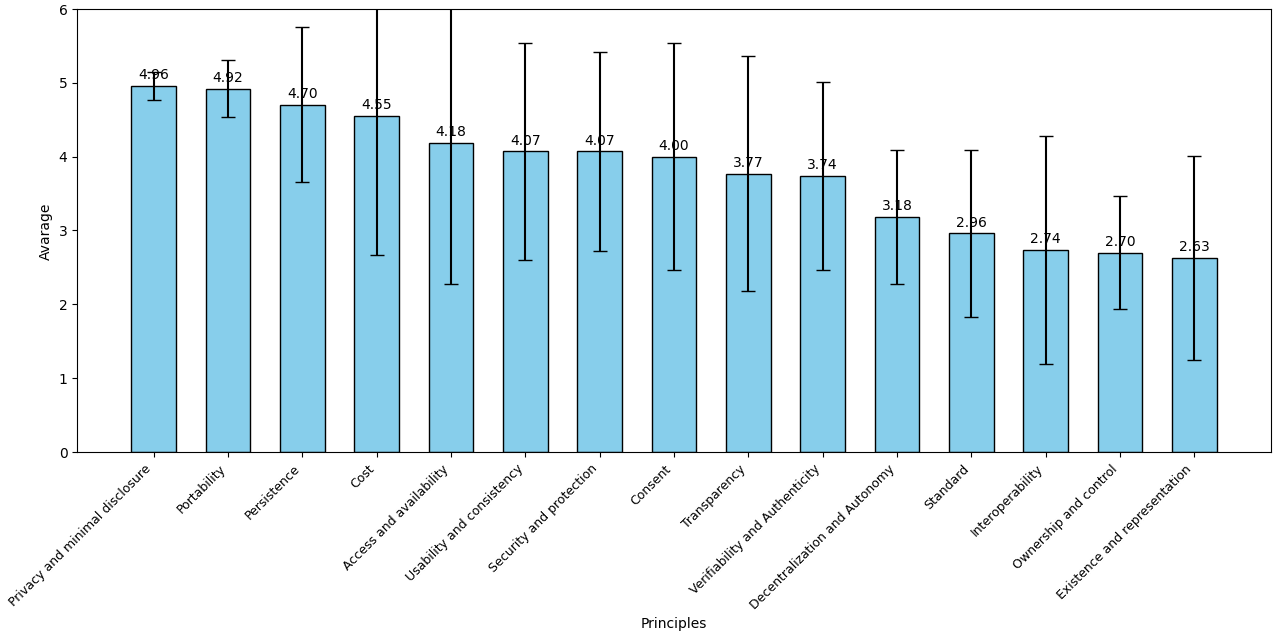 6
5
4
3
2
1
0
Avarage
4.96
4.92
4.70
4.55
4.18
4.07
4.07
4.00
3.77
3.74
3.18
2.96
2.74
2.70
2.63
Privacy and minimal disclosure
Portability
Persistence
Cost
Access and availability
Usability and consistency
Security and protection
Consent
Transparency
Verifiability and Authenticity
Decentralization and Autonomy
Standard
Interoperability
Ownership and control
Existence and representation
Principles